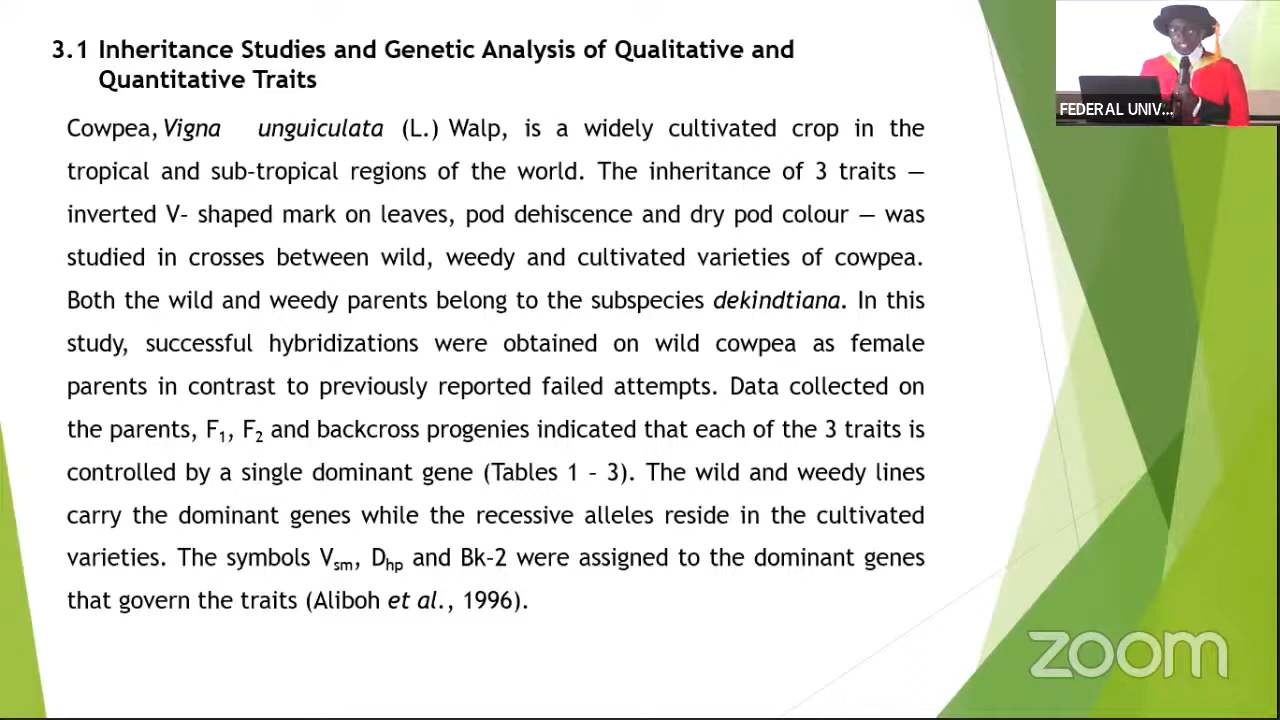 3.1 Inheritance Studies and Genetic Analysis of Qualitative and
Quantitative Traits
Cowpea, Vigna unguiculata (L.) Walp, is a widely cultivated crop in the
tropical and sub-tropical regions of the world. The inheritance of 3 traits —
inverted V- shaped mark on leaves, pod dehiscence and dry pod colour — was
studied in crosses between wild, weedy and cultivated varieties of cowpea.
Both the wild and weedy parents belong to the subspecies dekindtiana. In this
study, successful hybridizations were obtained on wild cowpea as female
parents in contrast to previously reported failed attempts. Data collected on
the parents, F1, F2 and backcross progenies indicated that each of the 3 traits is
controlled by a single dominant gene (Tables 1 – 3). The wild and weedy lines
carry the dominant genes while the recessive alleles reside in the cultivated
varieties. The symbols Vsm, Dhp and Bk-2 were assigned to the dominant genes
that govern the traits (Aliboh et al., 1996).
FEDERAL UNIV...
zoom